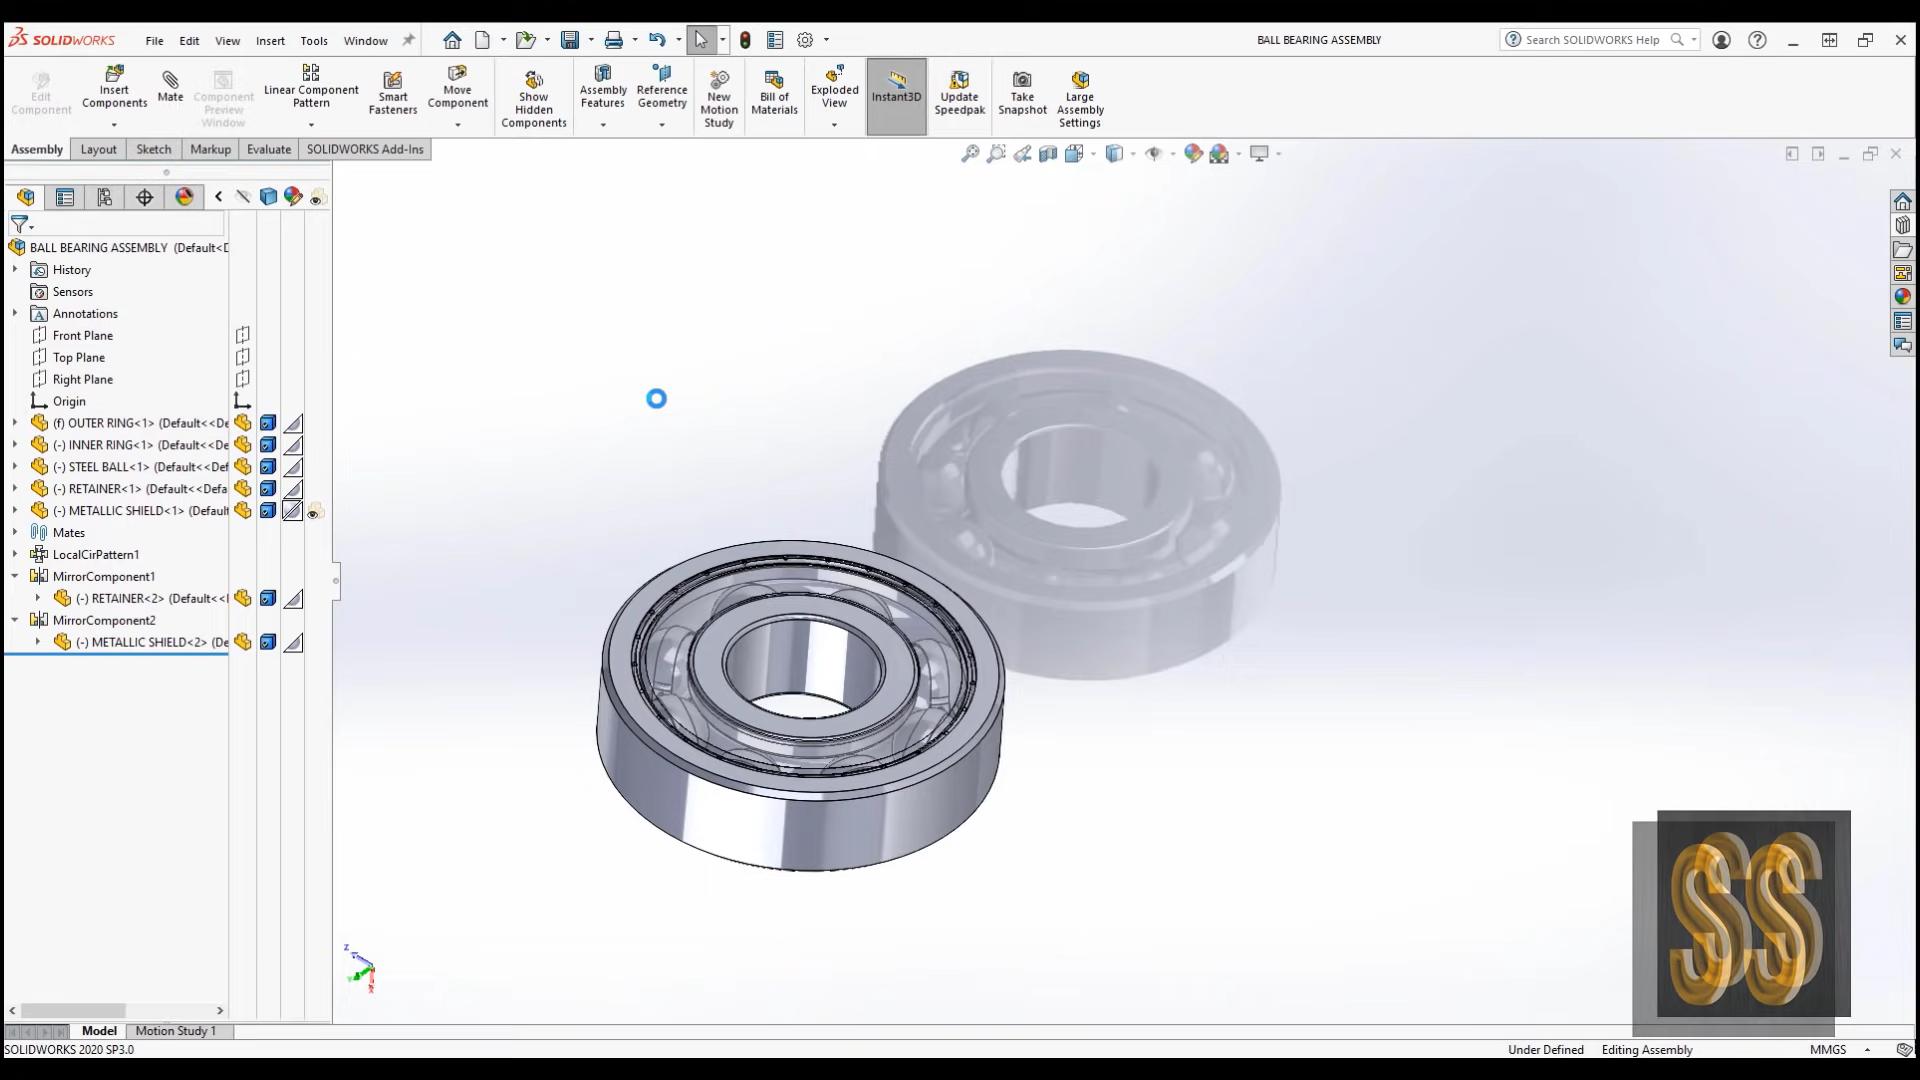 SOLIDWORKS File Edit View Insert Tools Window BALL BEARING ASSEMBLY Search SOLIDWORKS Help
Edit Component
Insert Components
Mate
Component Preview Window
Linear Component Pattern
Smart Fasteners
Move Component
Show Hidden Components
Assembly Features
Reference Geometry
New Motion Study
Bill of Materials
Exploded View
Instant3D
Update Speedpak
Take Snapshot
Large Assembly Settings
Assembly Layout Sketch Markup Evaluate SOLIDWORKS Add-Ins
BALL BEARING ASSEMBLY (Default<D
History
Sensors
Annotations
Front Plane
Top Plane
Right Plane
Origin
(f) OUTER RING<1> (Default<<De
(-) INNER RING<1> (Default<<De
(-) STEEL BALL<1> (Default<<Def
(-) RETAINER<1> (Default<<Defa
(-) METALLIC SHIELD<1> (Default
Mates
LocalCirPattern1
MirrorComponent1
(-) RETAINER<2> (Default<<
MirrorComponent2
(-) METALLIC SHIELD<2> (De
Z
Y
X
SS
Model Motion Study 1
SOLIDWORKS 2020 SP3.0 Under Defined Editing Assembly MMGS